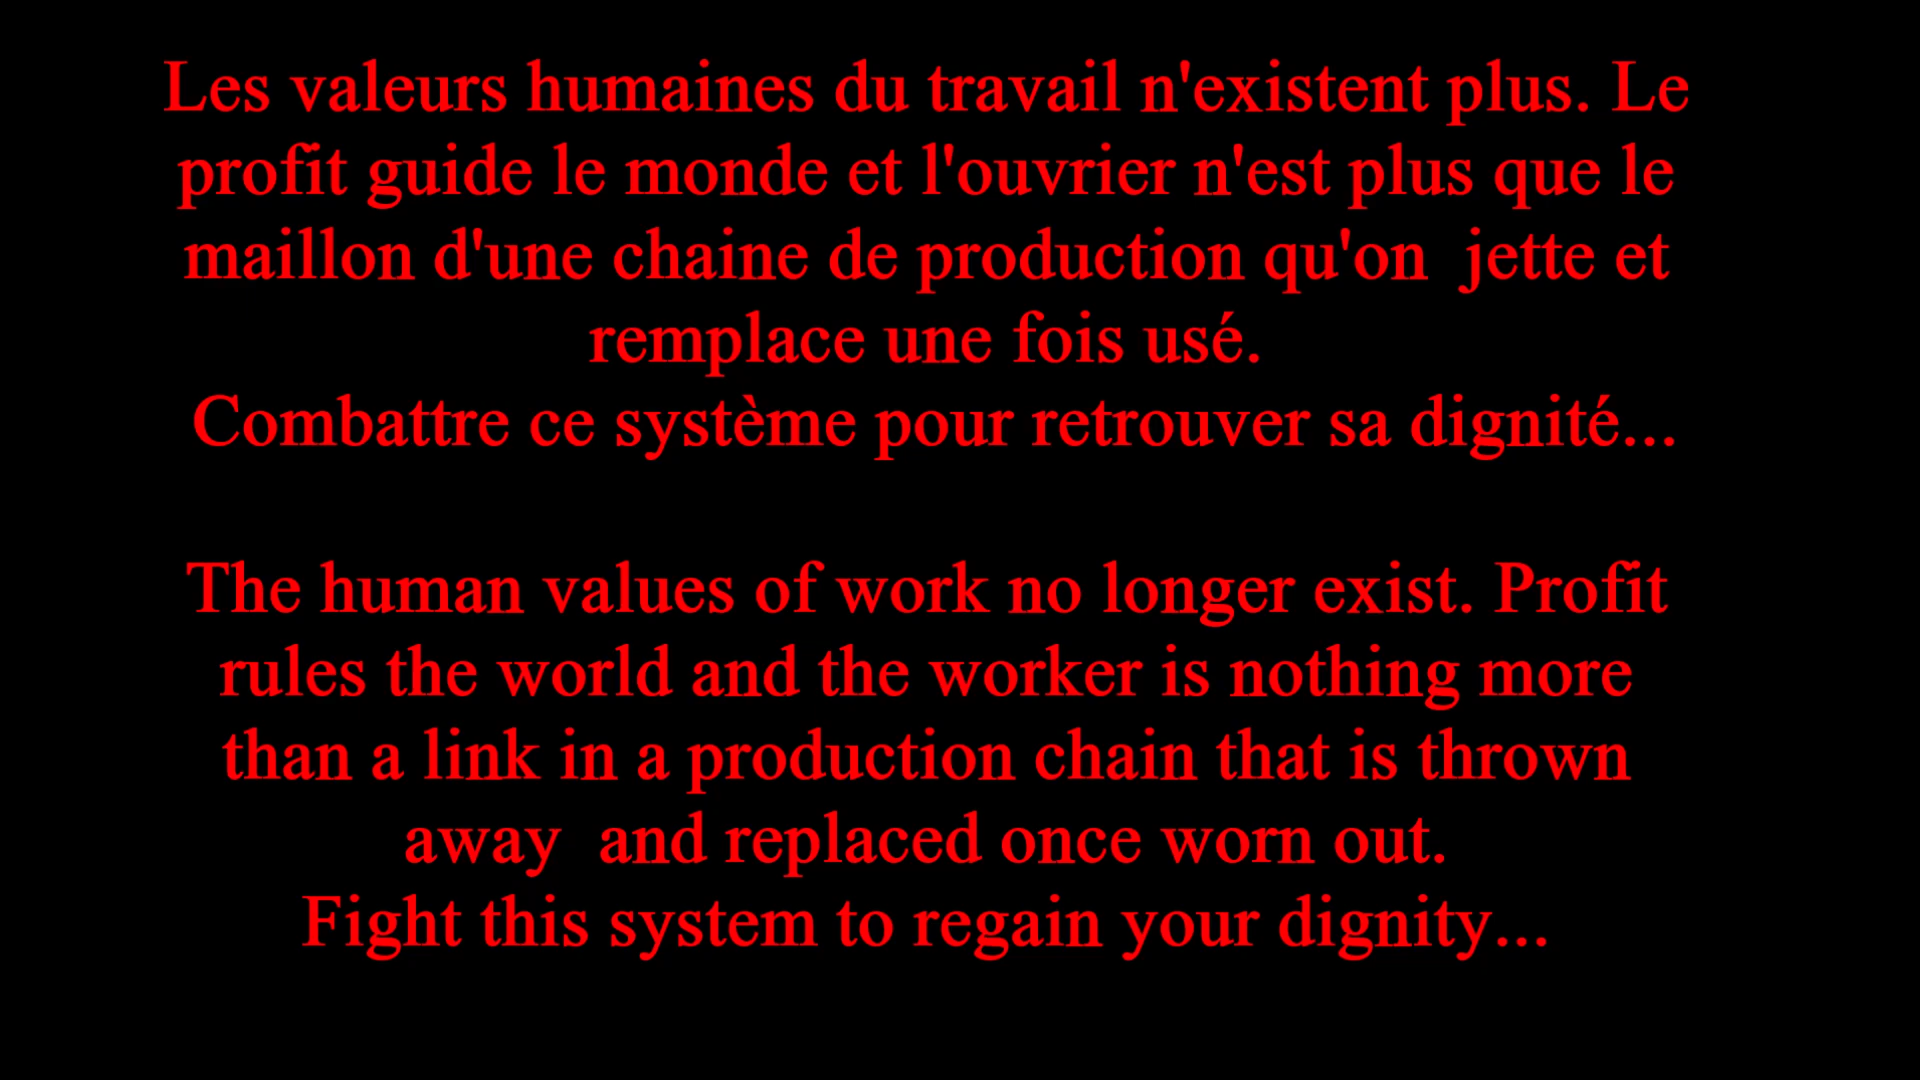 Les valeurs humaines du travail n'existent plus. Le
profit guide le monde et l'ouvrier n'est plus que le
maillon d'une chaine de production qu'on  jette et
remplace une fois usé.
Combattre ce système pour retrouver sa dignité...
The human values of work no longer exist. Profit
rules the world and the worker is nothing more
than a link in a production chain that is thrown
away  and replaced once worn out.
Fight this system to regain your dignity...